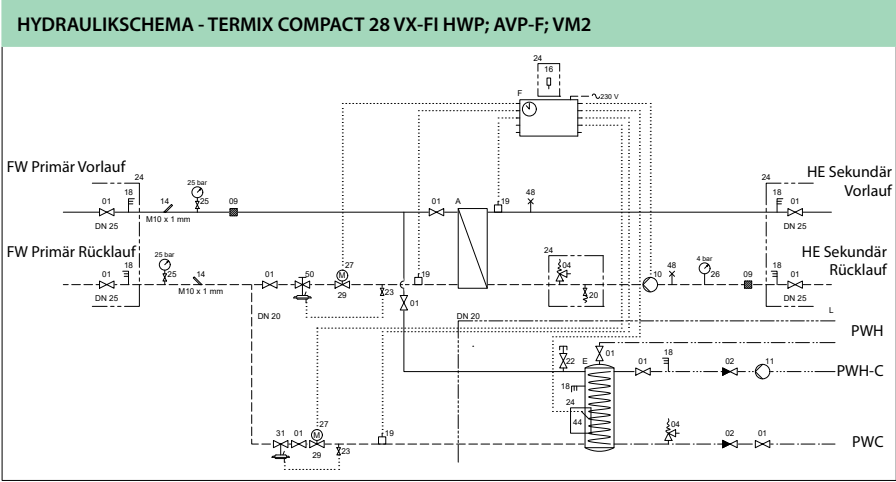 HYDRAULIKSCHEMA - TERMIX COMPACT 28 VX-FI HWP; AVP-F; VM2
24
16
F
230 V
FW Primär Vorlauf
24
01
18
14
25 bar
25
09
01
A
19
48
24
18
01
HE Sekundär
Vorlauf
DN 25
M10 x 1 mm
DN 25
FW Primär Rücklauf
01
18
25 bar
25
14
01
50
M
27
29
23
19
01
24
04
20
10
48
4 bar
26
09
18
01
HE Sekundär
Rücklauf
DN 25
M10 x 1 mm
DN 25
DN 20
DN 20
L
PWH
22
E
01
01
18
02
11
PWH-C
18
24
44
31
01
M
27
29
23
19
04
02
01
PWC